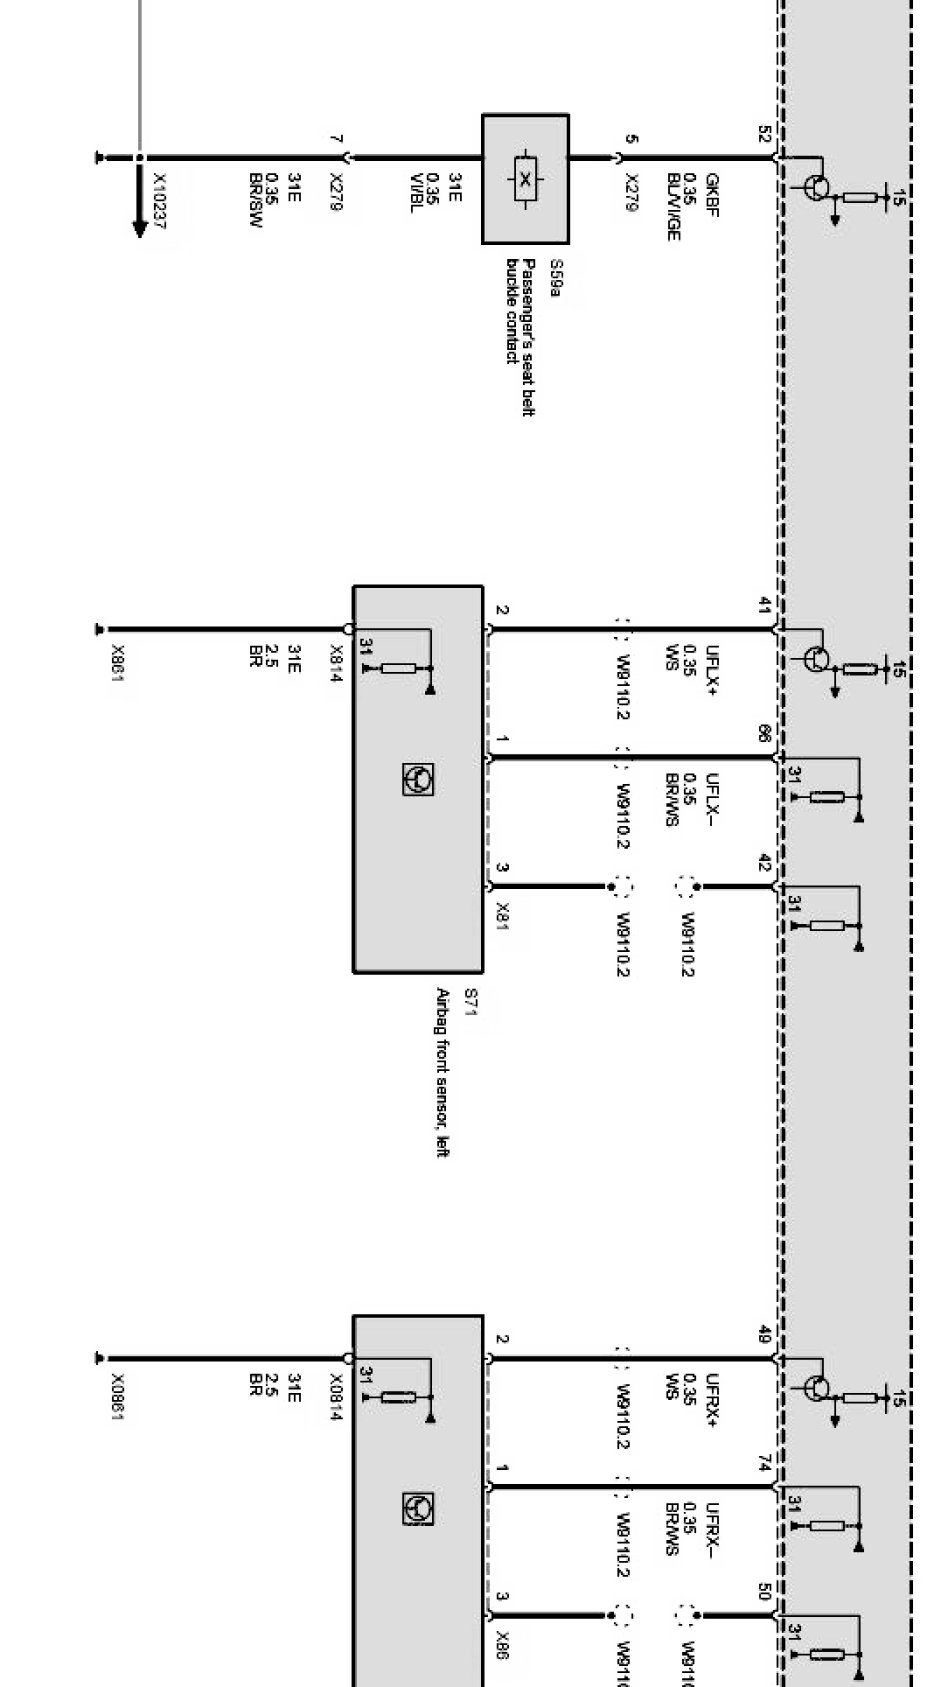 15
52
GKBF
0.35
BL/VI/GE
5
X279
S59a
Passenger's seat belt
buckle contact
31E
0.35
VI/BL
7
X279
31E
0.35
BR/SW
X10237
15
41
UFLX+
0.35
WS
W9110.2
2
31
X814
31E
2.5
BR
X861
66
31
UFLX–
0.35
BR/WS
W9110.2
1
42
31
W9110.2
W9110.2
3
X81
S71
Airbag front sensor, left
15
49
UFRX+
0.35
WS
W9110.2
2
31
X0814
31E
2.5
BR
X0861
74
31
UFRX–
0.35
BR/WS
W9110.2
1
50
31
3
X86